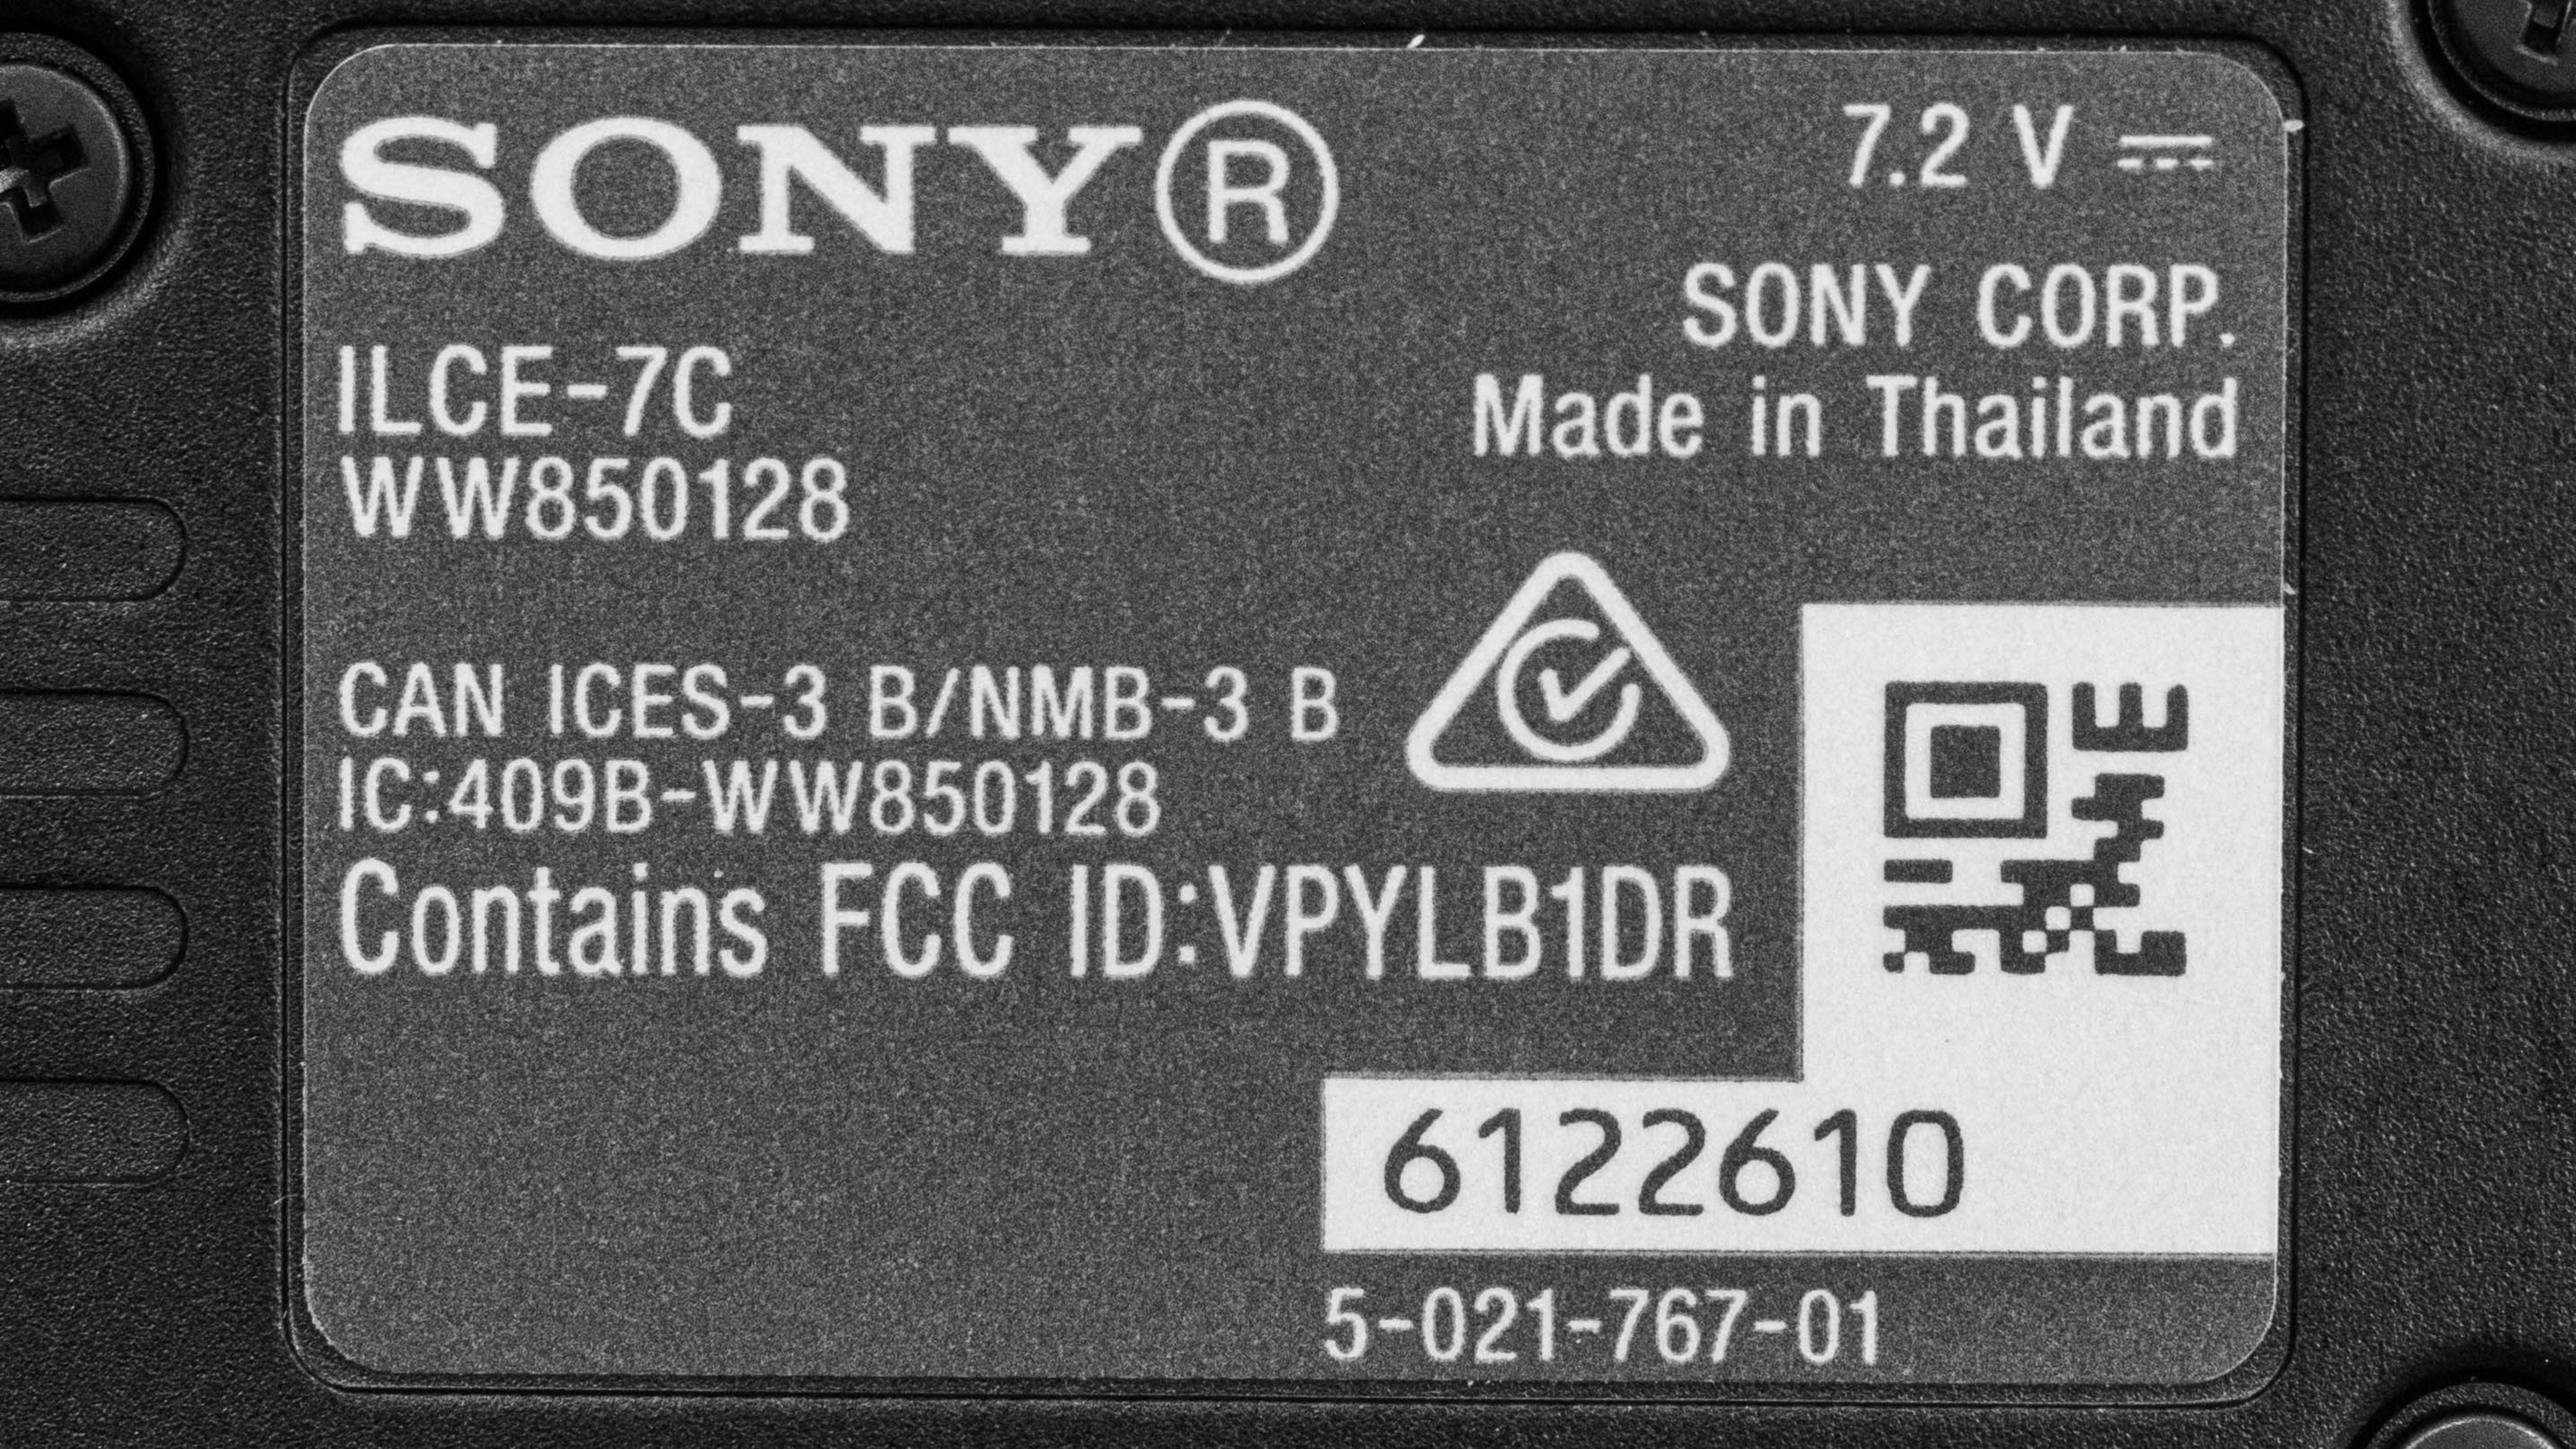 SONY®
7.2 V ⎓
SONY CORP.
Made in Thailand
ILCE-7C
WW850128
CAN ICES-3 B/NMB-3 B
IC:409B-WW850128
Contains FCC ID:VPYLB1DR
6122610
5-021-767-01